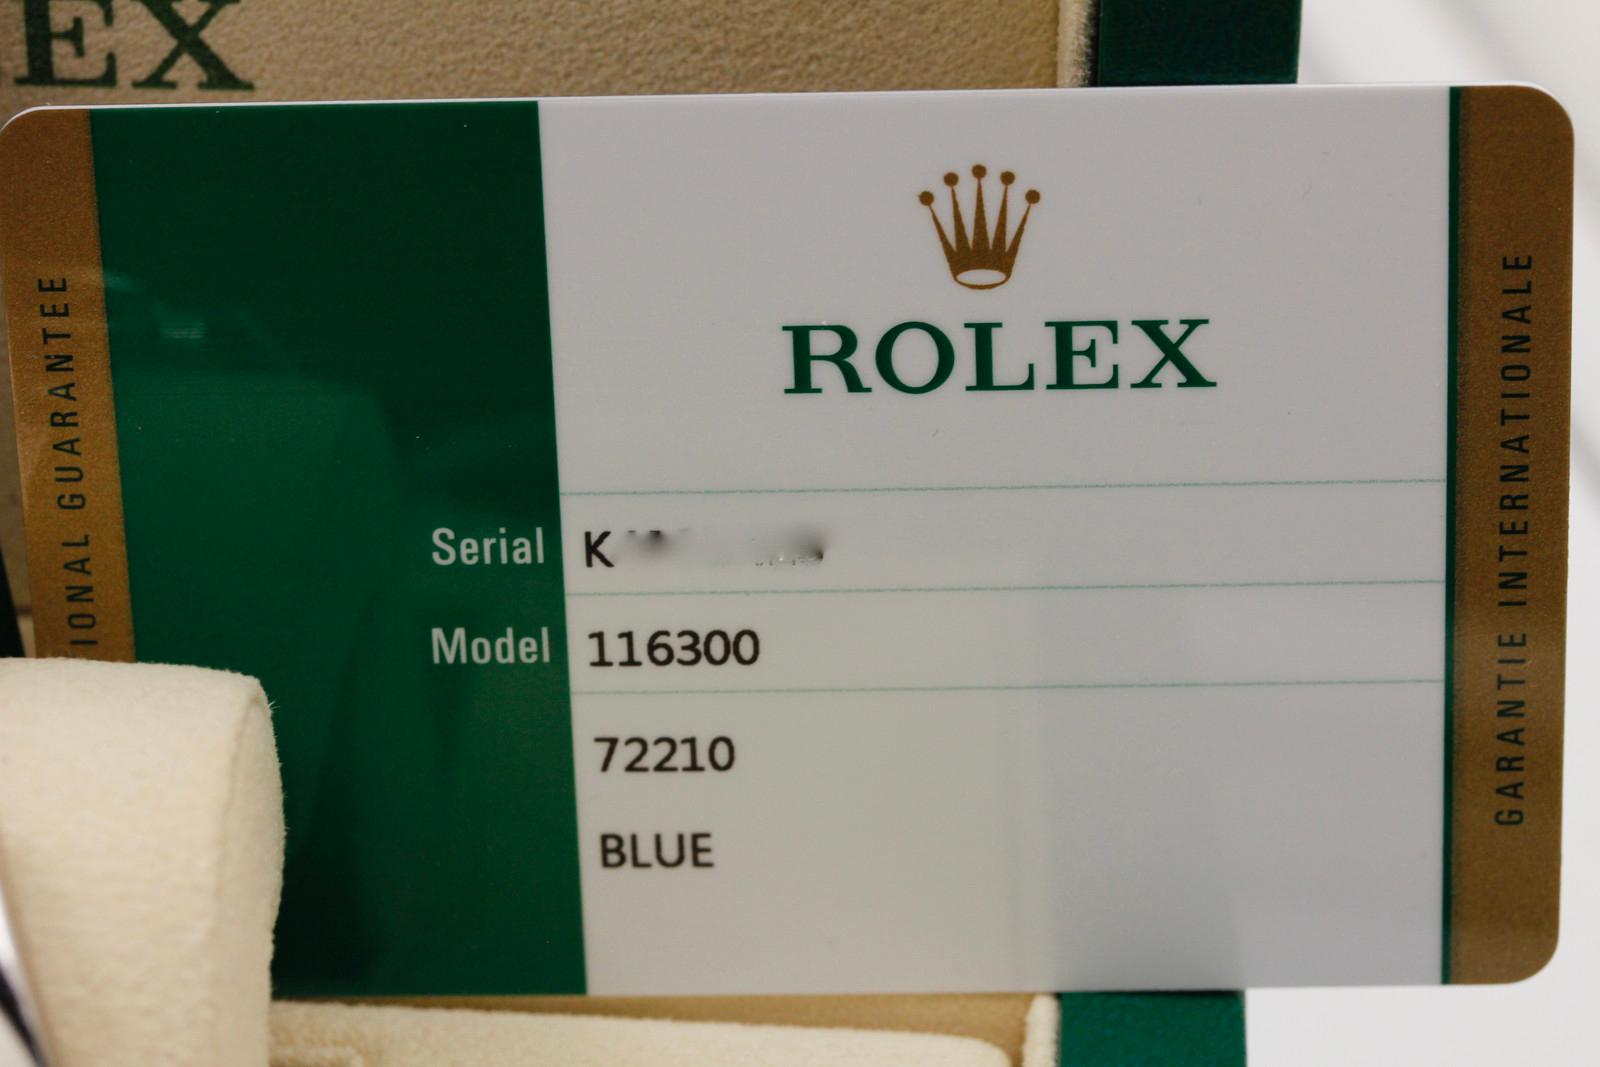 EX
ROLEX
Serial K
Model 116300
72210
BLUE
IONAL GUARANTEE
GARANTIE INTERNATIONALE